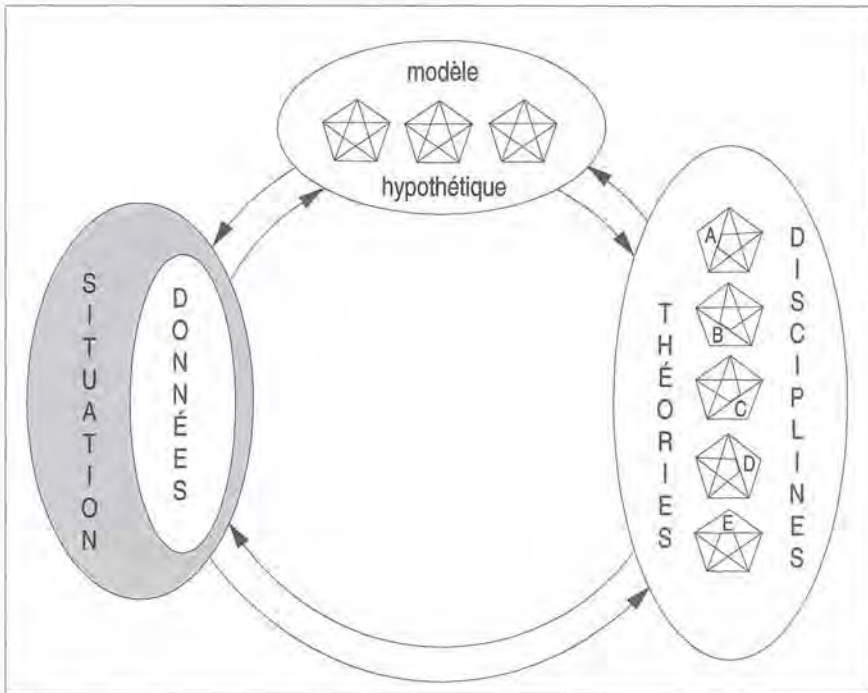 modèle
hypothétique
SITUATION
DONNÉES
THÉORIES
A
B
C
D
E
DISCIPLINES